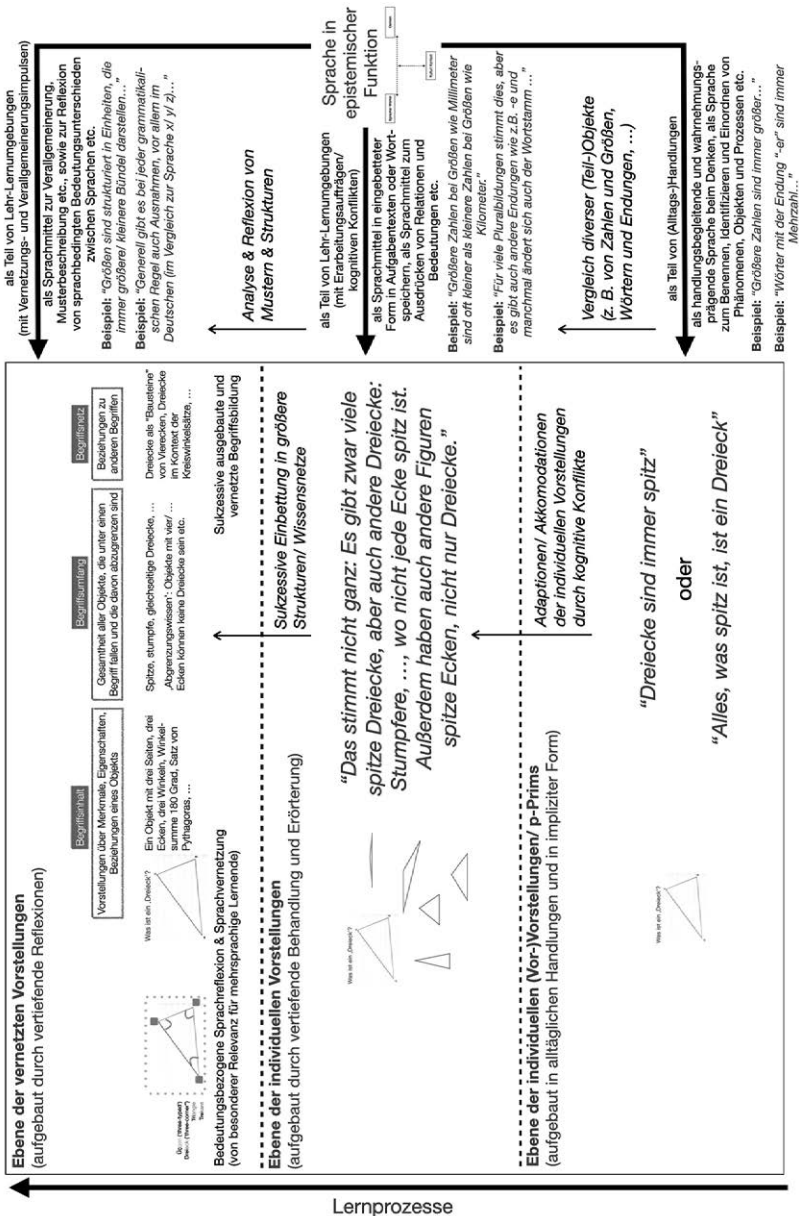 Lernprozesse
Ebene der vernetzten Vorstellungen
(aufgebaut durch vertiefende Reflexionen)
Begriffsinhalt
Vorstellungen über Merkmale, Eigenschaften,
Beziehungen eines Objekts
Ein Objekt mit drei Seiten, drei
Ecken, drei Winkeln, Winkel-
summe 180 Grad, Satz von
Pythagoras, …
Begriffsumfang
Gesamtheit aller Objekte, die unter einen
Begriff fallen und die davon abzugrenzen sind
Spitze, stumpfe, gleichseitige Dreiecke, …
‚Abgrenzungswissen': Objekte mit vier/ …
Ecken können keine Dreiecke sein etc.
Begriffsnetz
Beziehungen zu
anderen Begriffen
Dreiecke als "Bausteine"
von Vierecken, Dreiecke
im Kontext der
Kreiswinkelsätze, …
Was ist ein ‚Dreieck'?
Dreieck ("three-corner")
Triangle
Bedeutungsbezogene Sprachreflexion & Sprachvernetzung
(von besonderer Relevanz für mehrsprachige Lernende)
Sukzessive ausgebaute und
vernetzte Begriffsbildung
Ebene der individuellen Vorstellungen
(aufgebaut durch vertiefende Behandlung und Erörterung)
Sukzessive Einbettung in größere
Strukturen/ Wissensnetze
Was ist ein ‚Dreieck'?
"Das stimmt nicht ganz: Es gibt zwar viele
spitze Dreiecke, aber auch andere Dreiecke:
Stumpfere, …, wo nicht jede Ecke spitz ist.
Außerdem haben auch andere Figuren
spitze Ecken, nicht nur Dreiecke."
Ebene der individuellen (Vor-)Vorstellungen/ p-Prims
(aufgebaut in alltäglichen Handlungen und in impliziter Form)
Adaptionen/ Akkomodationen
der individuellen Vorstellungen
durch kognitive Konflikte
Was ist ein ‚Dreieck'?
"Dreiecke sind immer spitz"
oder
"Alles, was spitz ist, ist ein Dreieck"
als Teil von Lehr-Lernumgebungen
(mit Vernetzungs- und Verallgemeinerungsimpulsen)
als Sprachmittel zur Verallgemeinerung,
Musterbeschreibung etc., sowie zur Reflexion
von sprachbedingten Bedeutungsunterschieden
zwischen Sprachen etc.
Beispiel: "Größen sind strukturiert in Einheiten, die
immer größere/ kleinere Bündel darstellen…"
Beispiel: "Generell gibt es bei jeder grammatikali-
schen Regel auch Ausnahmen, vor allem im
Deutschen (im Vergleich zur Sprache x/ y/ z)…"
Analyse & Reflexion von
Mustern & Strukturen
Sprache in
epistemischer
Funktion
als Teil von Lehr-Lernumgebungen
(mit Erarbeitungsaufträgen/
kognitiven Konflikten)
als Sprachmittel in eingebetteter
Form in Aufgabentexten oder Wort-
speichern, als Sprachmittel zum
Ausdrücken von Relationen und
Bedeutungen etc.
Beispiel: "Größere Zahlen bei Größen wie Millimeter
sind oft kleiner als kleinere Zahlen bei Größen wie
Kilometer."
Beispiel: "Für viele Pluralbildungen stimmt dies, aber
es gibt auch andere Endungen wie z.B. -e und
manchmal ändert sich auch der Wortstamm …"
Vergleich diverser (Teil-)Objekte
(z. B. von Zahlen und Größen,
Wörtern und Endungen, …)
als Teil von (Alltags-)Handlungen
als handlungsbegleitende und wahrnehmungs-
prägende Sprache beim Denken, als Sprache
zum Benennen, Identifizieren und Einordnen von
Phänomenen, Objekten und Prozessen etc.
Beispiel: "Größere Zahlen sind immer größer…"
Beispiel: "Wörter mit der Endung "-er" sind immer
Mehrzahl…"